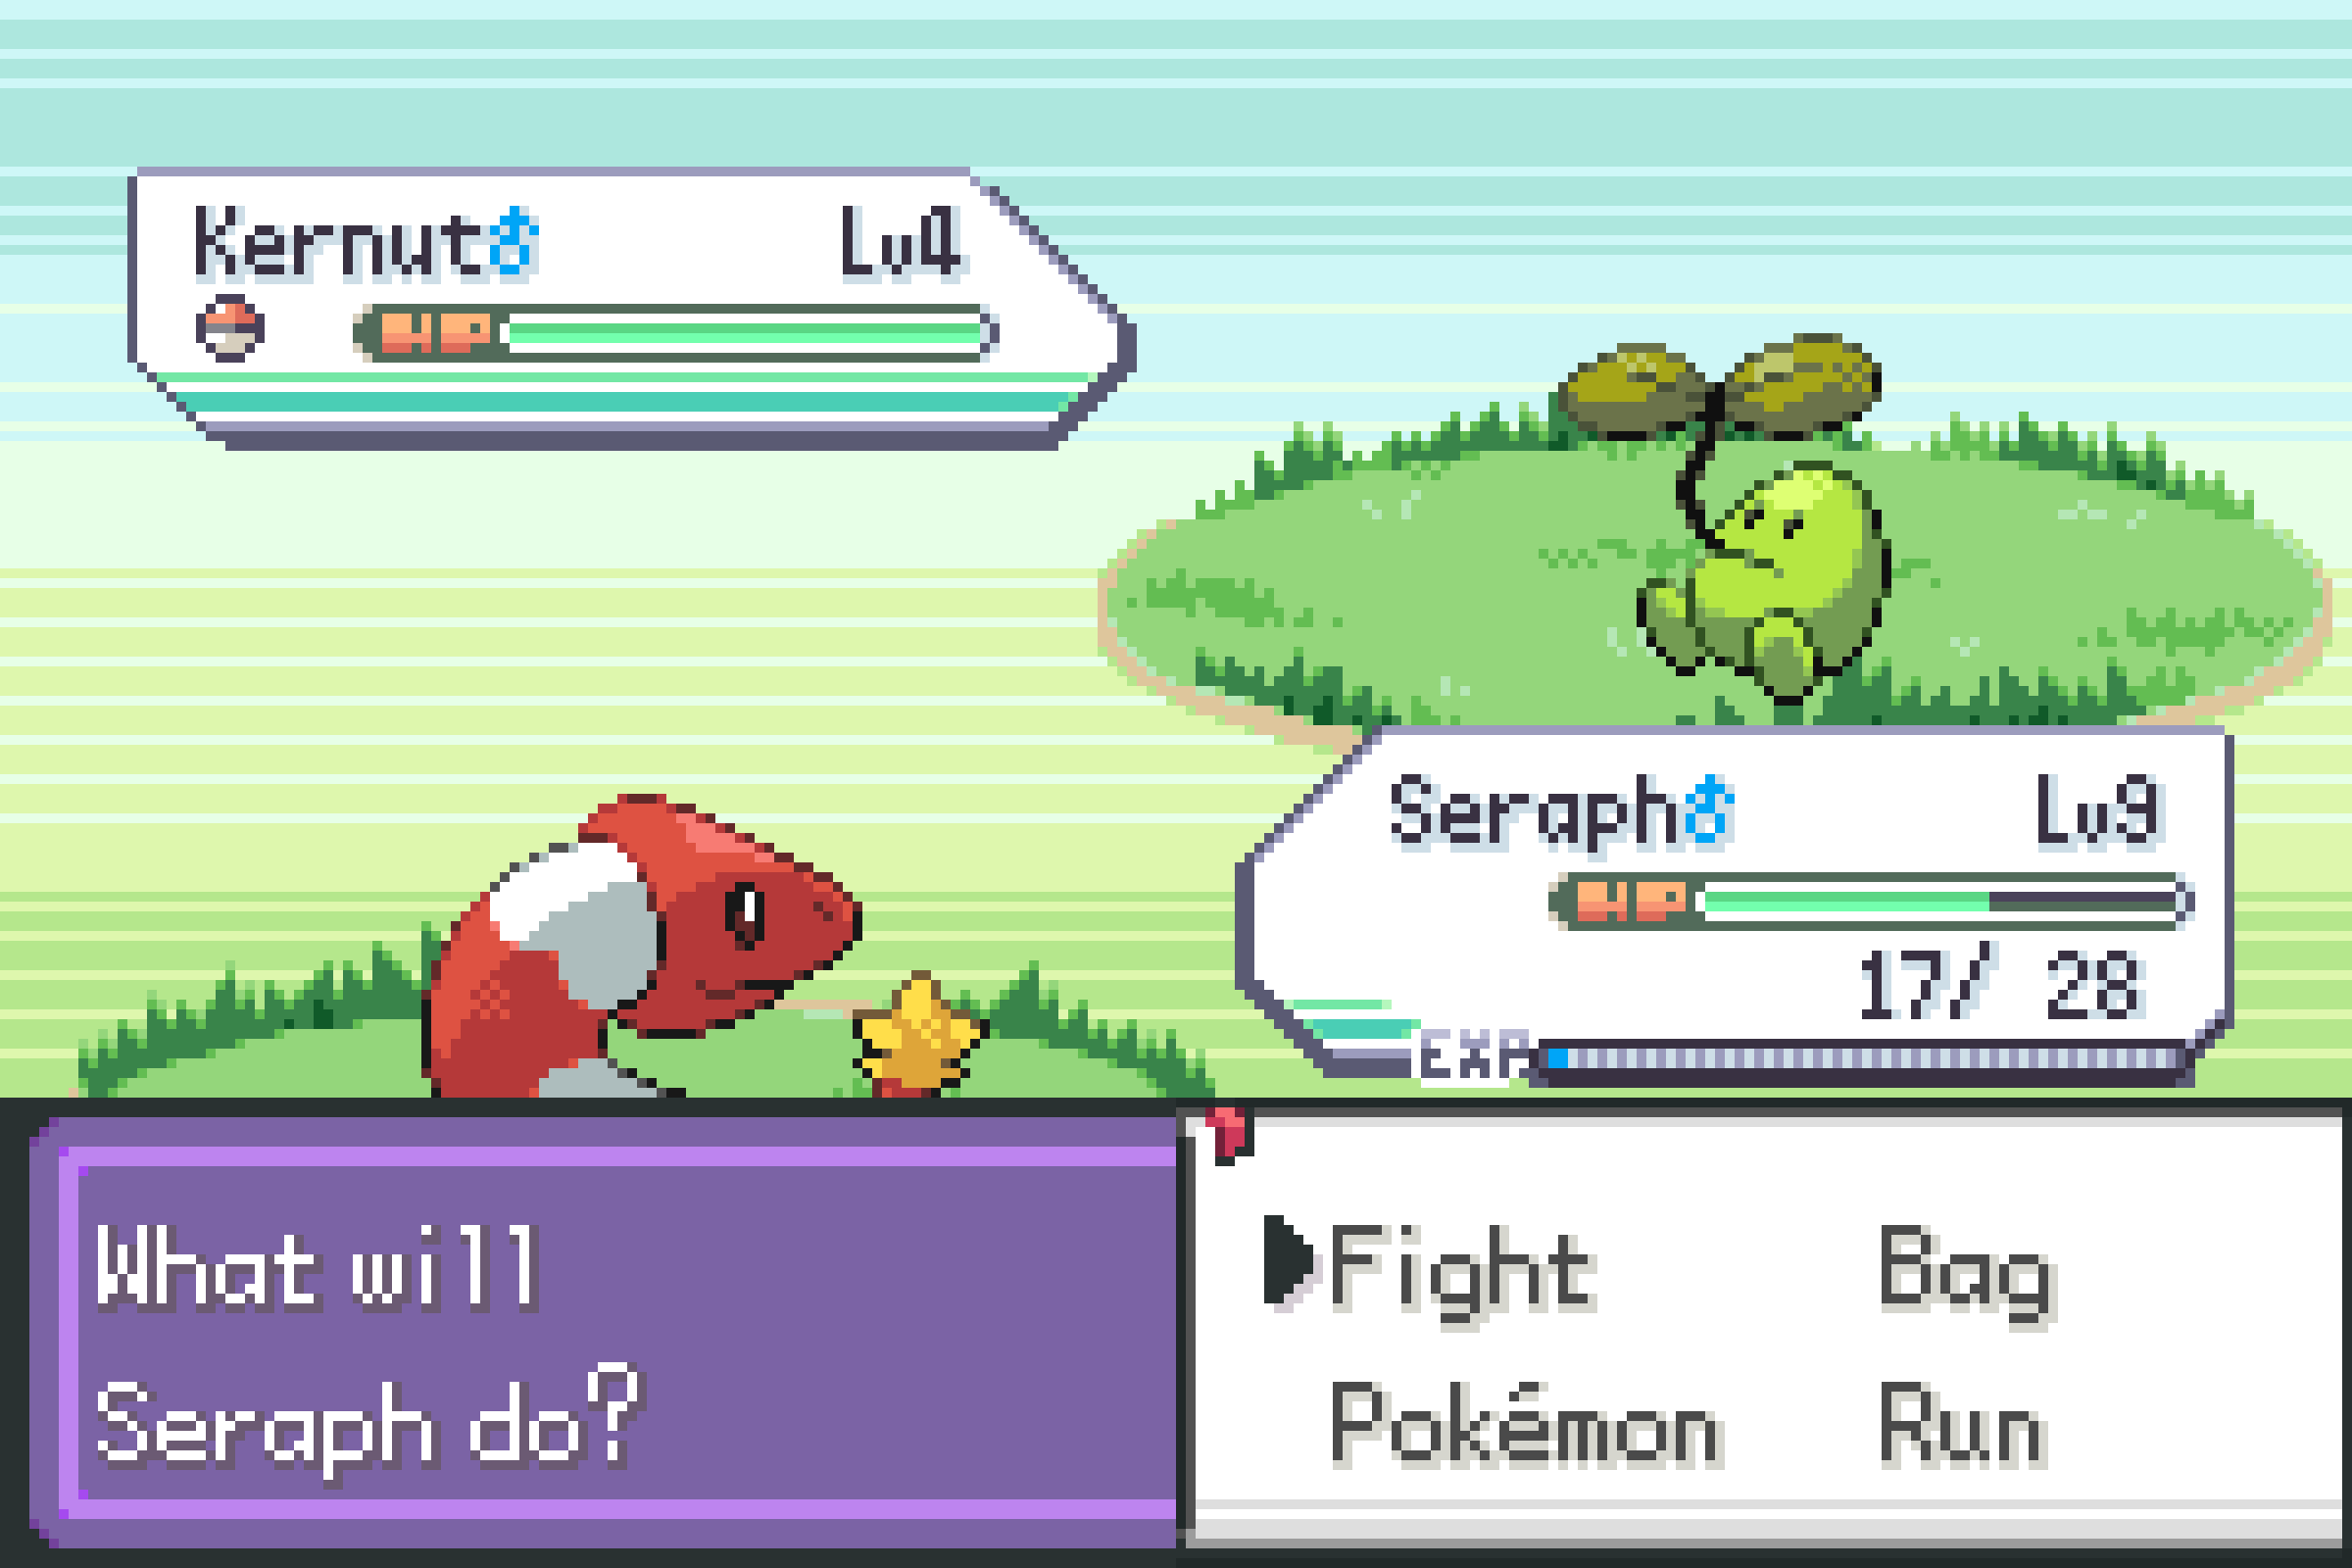 Kernut♂ Lv4
HP
Seraph♂ Lv9
HP
17/ 28
EXP
What will
Seraph do?
Fight Bag
Pokémon Run